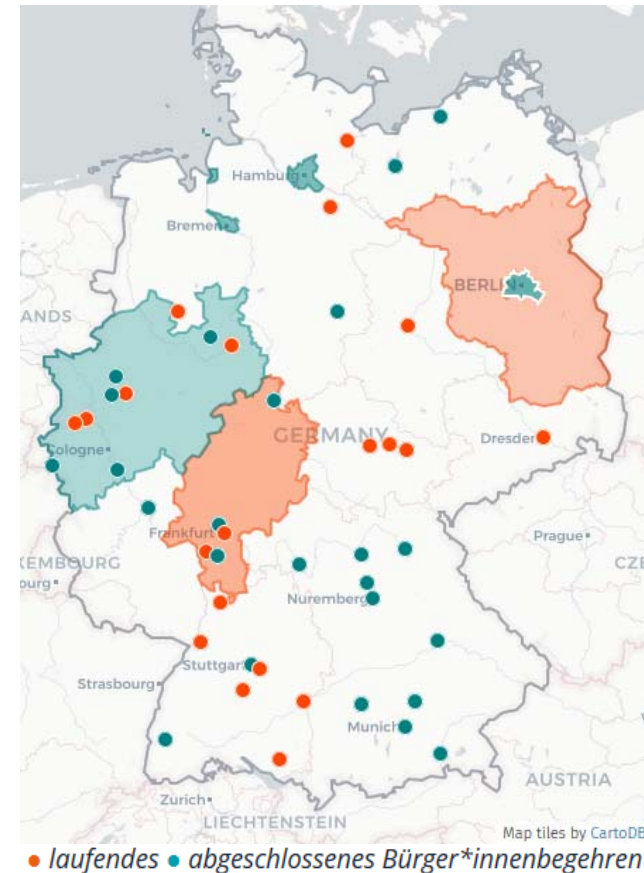 Hamburg
Bremen
BERLIN
ANDS
GERMANY
Dresden
Cologne
Frankfurt
Prague
XEMBOURG
CZE
ourg
Nuremberg
Stuttgart
Strasbourg
Munich
AUSTRIA
Zurich
LIECHTENSTEIN
Map tiles by CartoDB
• laufendes • abgeschlossenes Bürger*innenbegehren